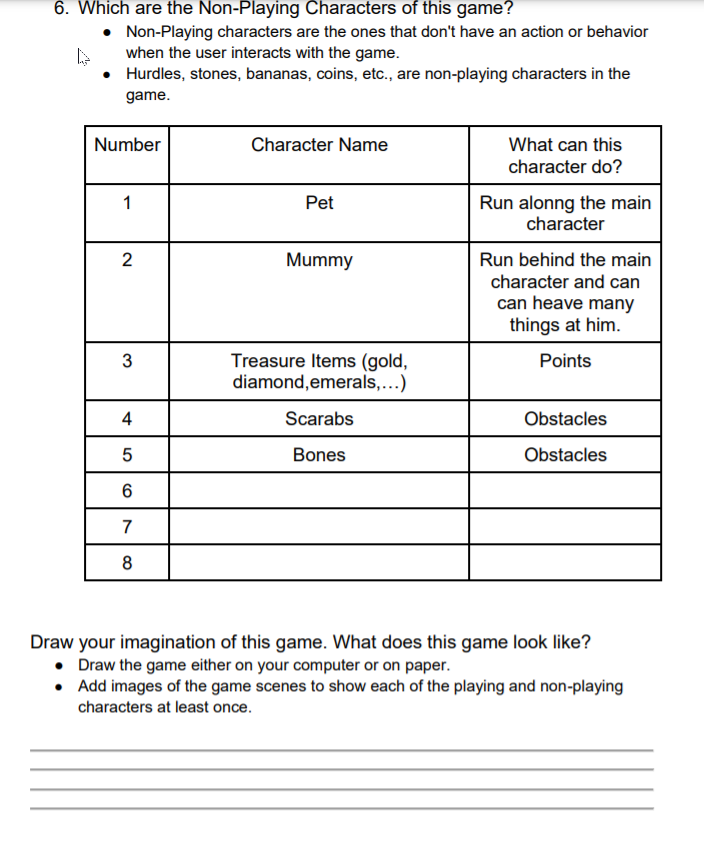 6. Which are the Non-Playing Characters of this game?
● Non-Playing characters are the ones that don't have an action or behavior
when the user interacts with the game.
● Hurdles, stones, bananas, coins, etc., are non-playing characters in the
game.
Number Character Name What can this
character do?
1 Pet Run alonng the main
character
2 Mummy Run behind the main
character and can
can heave many
things at him.
3 Treasure Items (gold, Points
diamond,emerals,...)
4 Scarabs Obstacles
5 Bones Obstacles
6
7
8
Draw your imagination of this game. What does this game look like?
● Draw the game either on your computer or on paper.
● Add images of the game scenes to show each of the playing and non-playing
characters at least once.